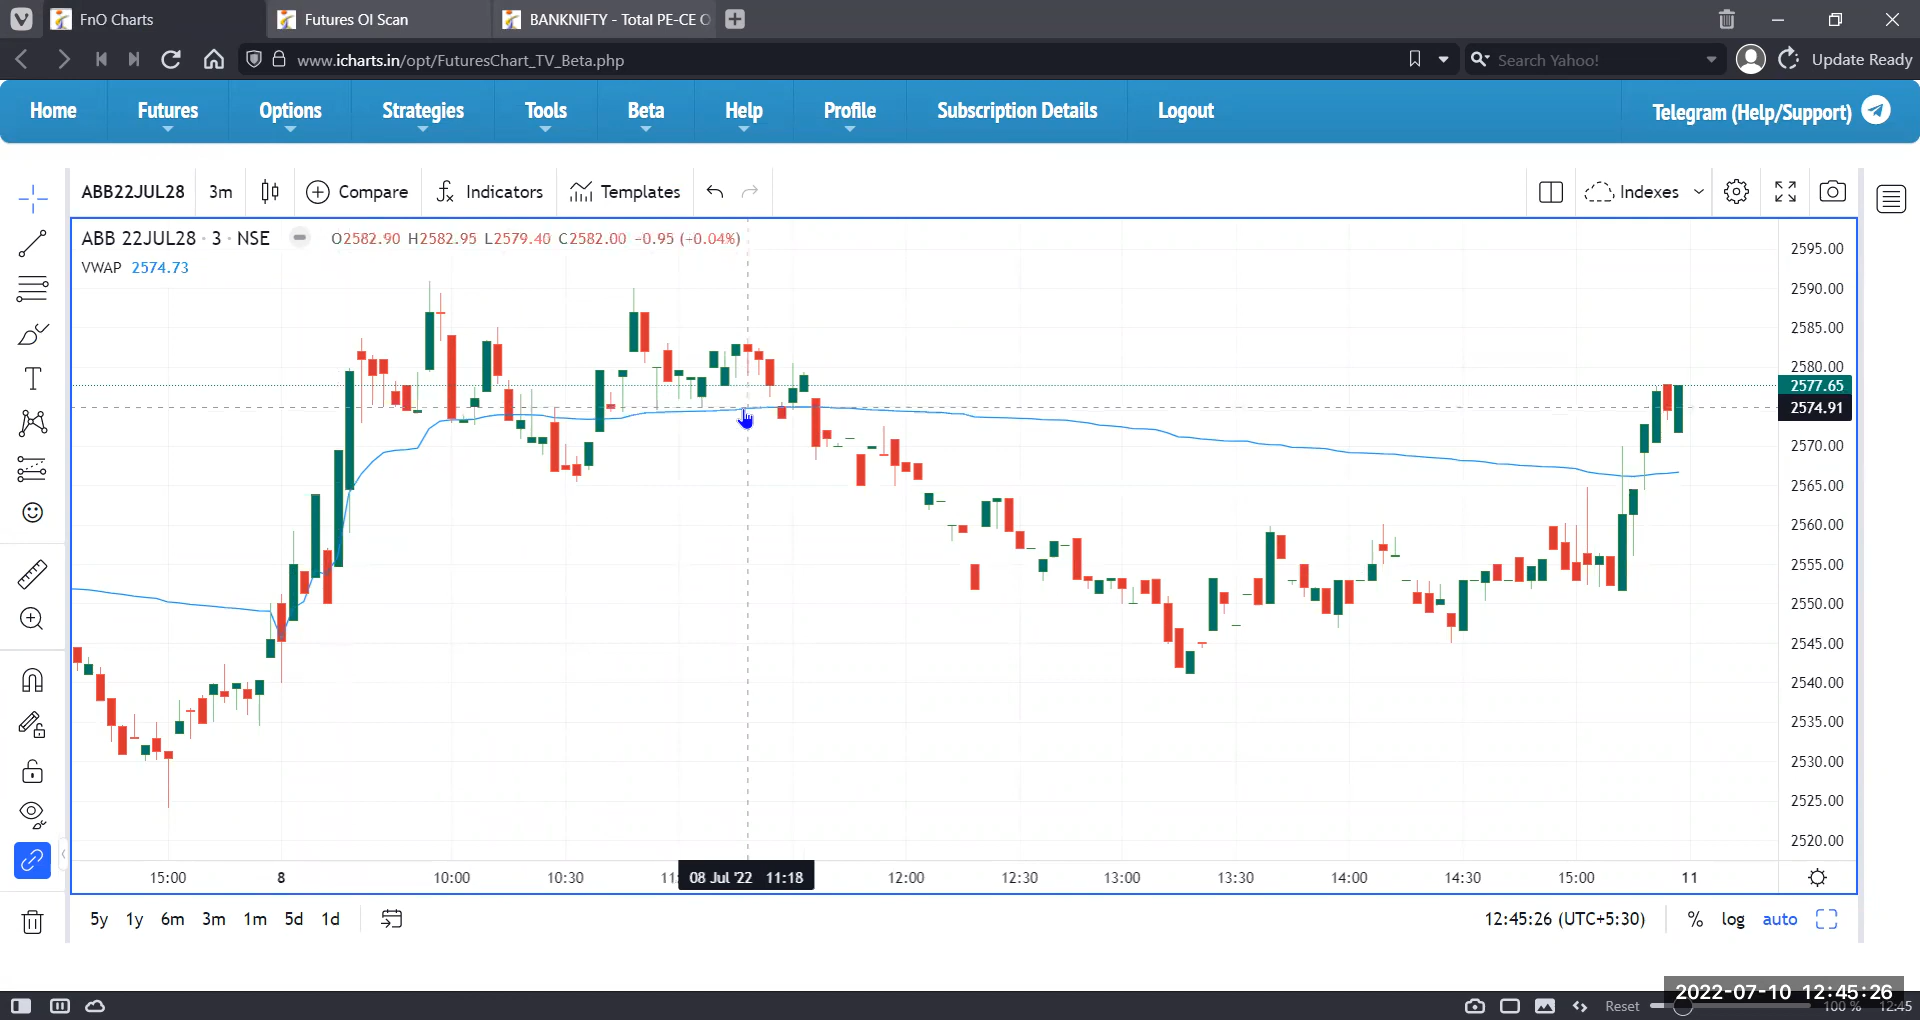 FnO Charts
Futures OI Scan
BANKNIFTY - Total PE-CE O
www.icharts.in/opt/FuturesChart_TV_Beta.php
Search Yahoo!
Update Ready
Home Futures Options Strategies Tools Beta Help Profile Subscription Details Logout Telegram (Help/Support)
ABB22JUL28 3m Compare Indicators Templates Indexes
ABB 22JUL28 · 3 · NSE O2582.90 H2582.95 L2579.40 C2582.00 −0.95 (−0.04%)
VWAP 2574.73
2595.00
2590.00
2585.00
2580.00
2577.65
2574.91
2570.00
2565.00
2560.00
2555.00
2550.00
2545.00
2540.00
2535.00
2530.00
2525.00
2520.00
15:00 8 10:00 10:30 11: 08 Jul '22 11:18 12:00 12:30 13:00 13:30 14:00 14:30 15:00 11
5y 1y 6m 3m 1m 5d 1d 12:45:26 (UTC+5:30) % log auto
2022-07-10 12:45:26
Reset 100 % 12:45